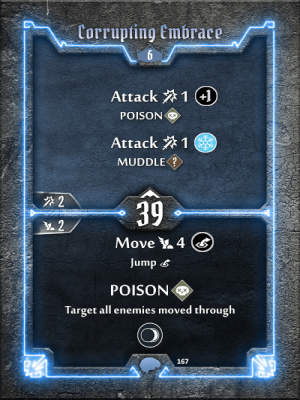 Corrupting Embrace
6
Attack 1 +1
POISON
Attack 1
MUDDLE ?
2
39
2
Move 4
Jump
POISON
Target all enemies moved through
167